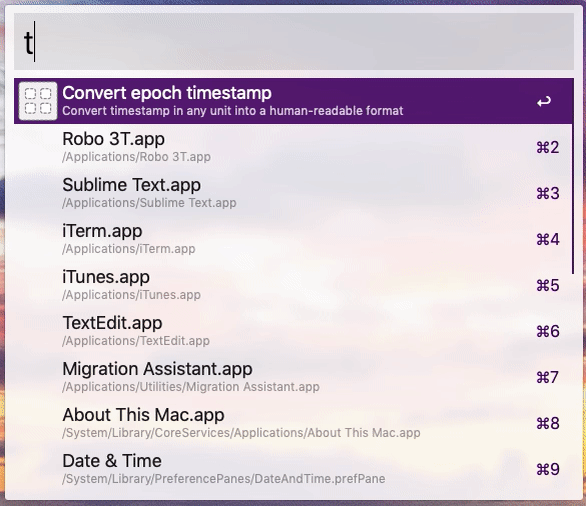 t
Convert epoch timestamp
Convert timestamp in any unit into a human-readable format
↩
Robo 3T.app
/Applications/Robo 3T.app
⌘2
Sublime Text.app
/Applications/Sublime Text.app
⌘3
iTerm.app
/Applications/iTerm.app
⌘4
iTunes.app
/Applications/iTunes.app
⌘5
TextEdit.app
/Applications/TextEdit.app
⌘6
Migration Assistant.app
/Applications/Utilities/Migration Assistant.app
⌘7
About This Mac.app
/System/Library/CoreServices/Applications/About This Mac.app
⌘8
Date & Time
/System/Library/PreferencePanes/DateAndTime.prefPane
⌘9